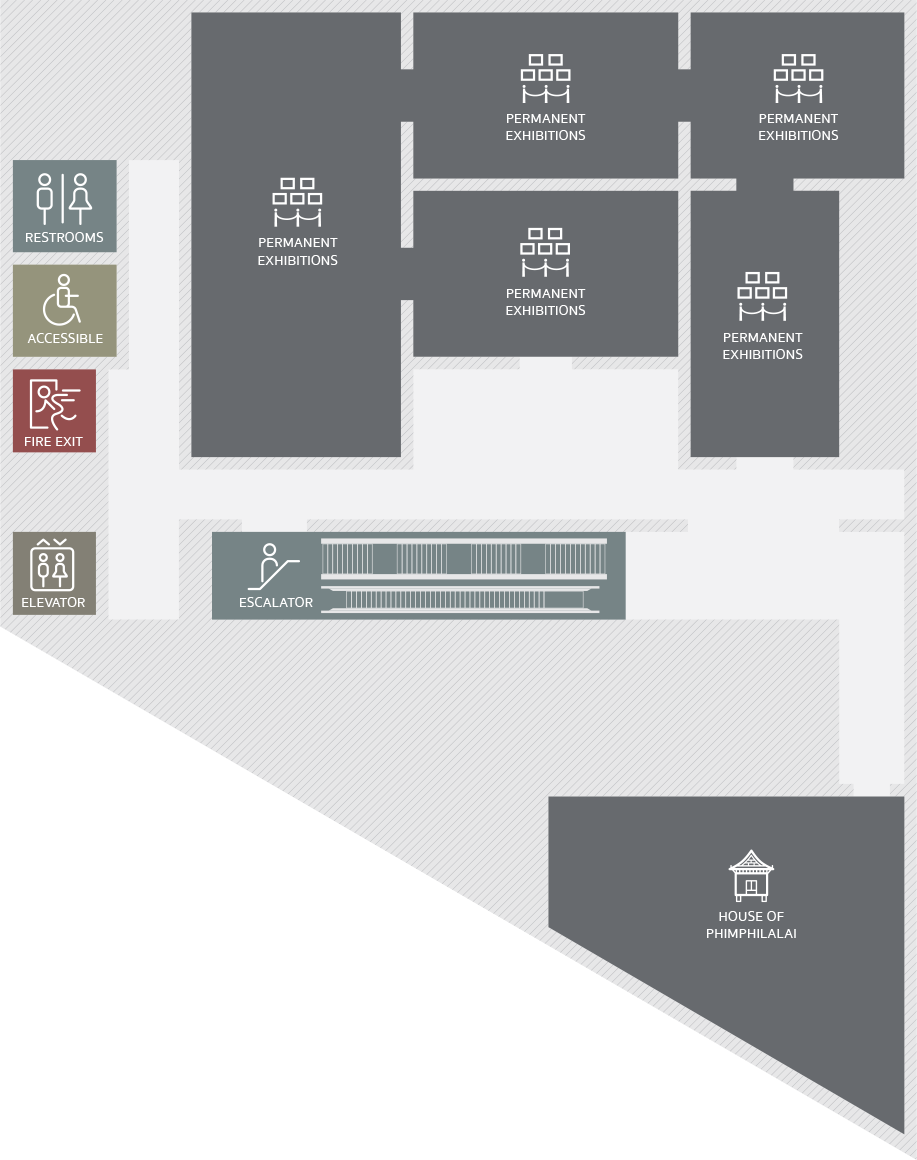 PERMANENT
EXHIBITIONS
PERMANENT
EXHIBITIONS
RESTROOMS
PERMANENT
EXHIBITIONS
PERMANENT
EXHIBITIONS
ACCESSIBLE
PERMANENT
EXHIBITIONS
FIRE EXIT
ELEVATOR
ESCALATOR
HOUSE OF
PHIMPHILALAI